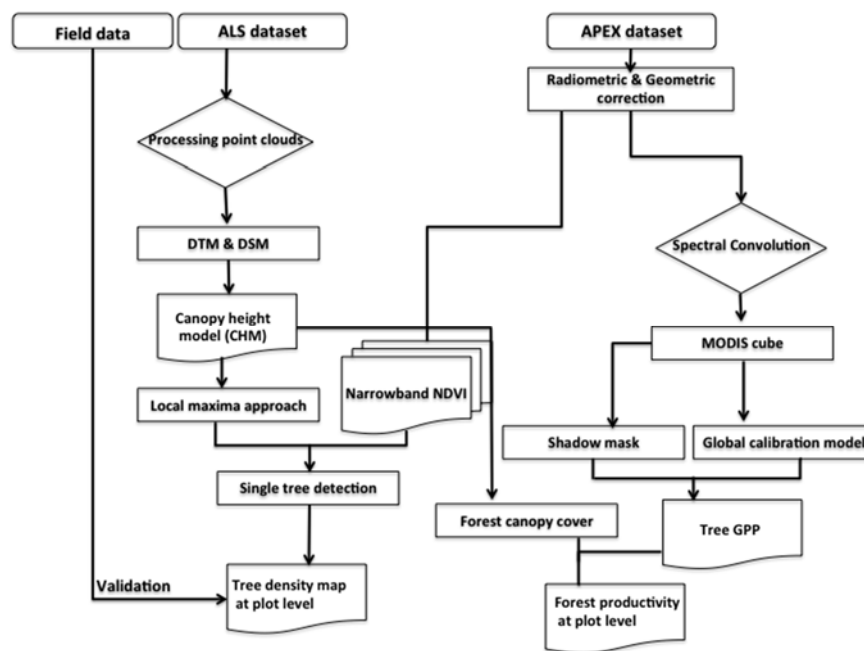 Field data
ALS dataset
APEX dataset
Radiometric & Geometric
correction
Processing point clouds
DTM & DSM
Spectral Convolution
Canopy height
model (CHM)
MODIS cube
Narrowband NDVI
Local maxima approach
Shadow mask
Global calibration model
Single tree detection
Forest canopy cover
Tree GPP
Validation
Tree density map
at plot level
Forest productivity
at plot level